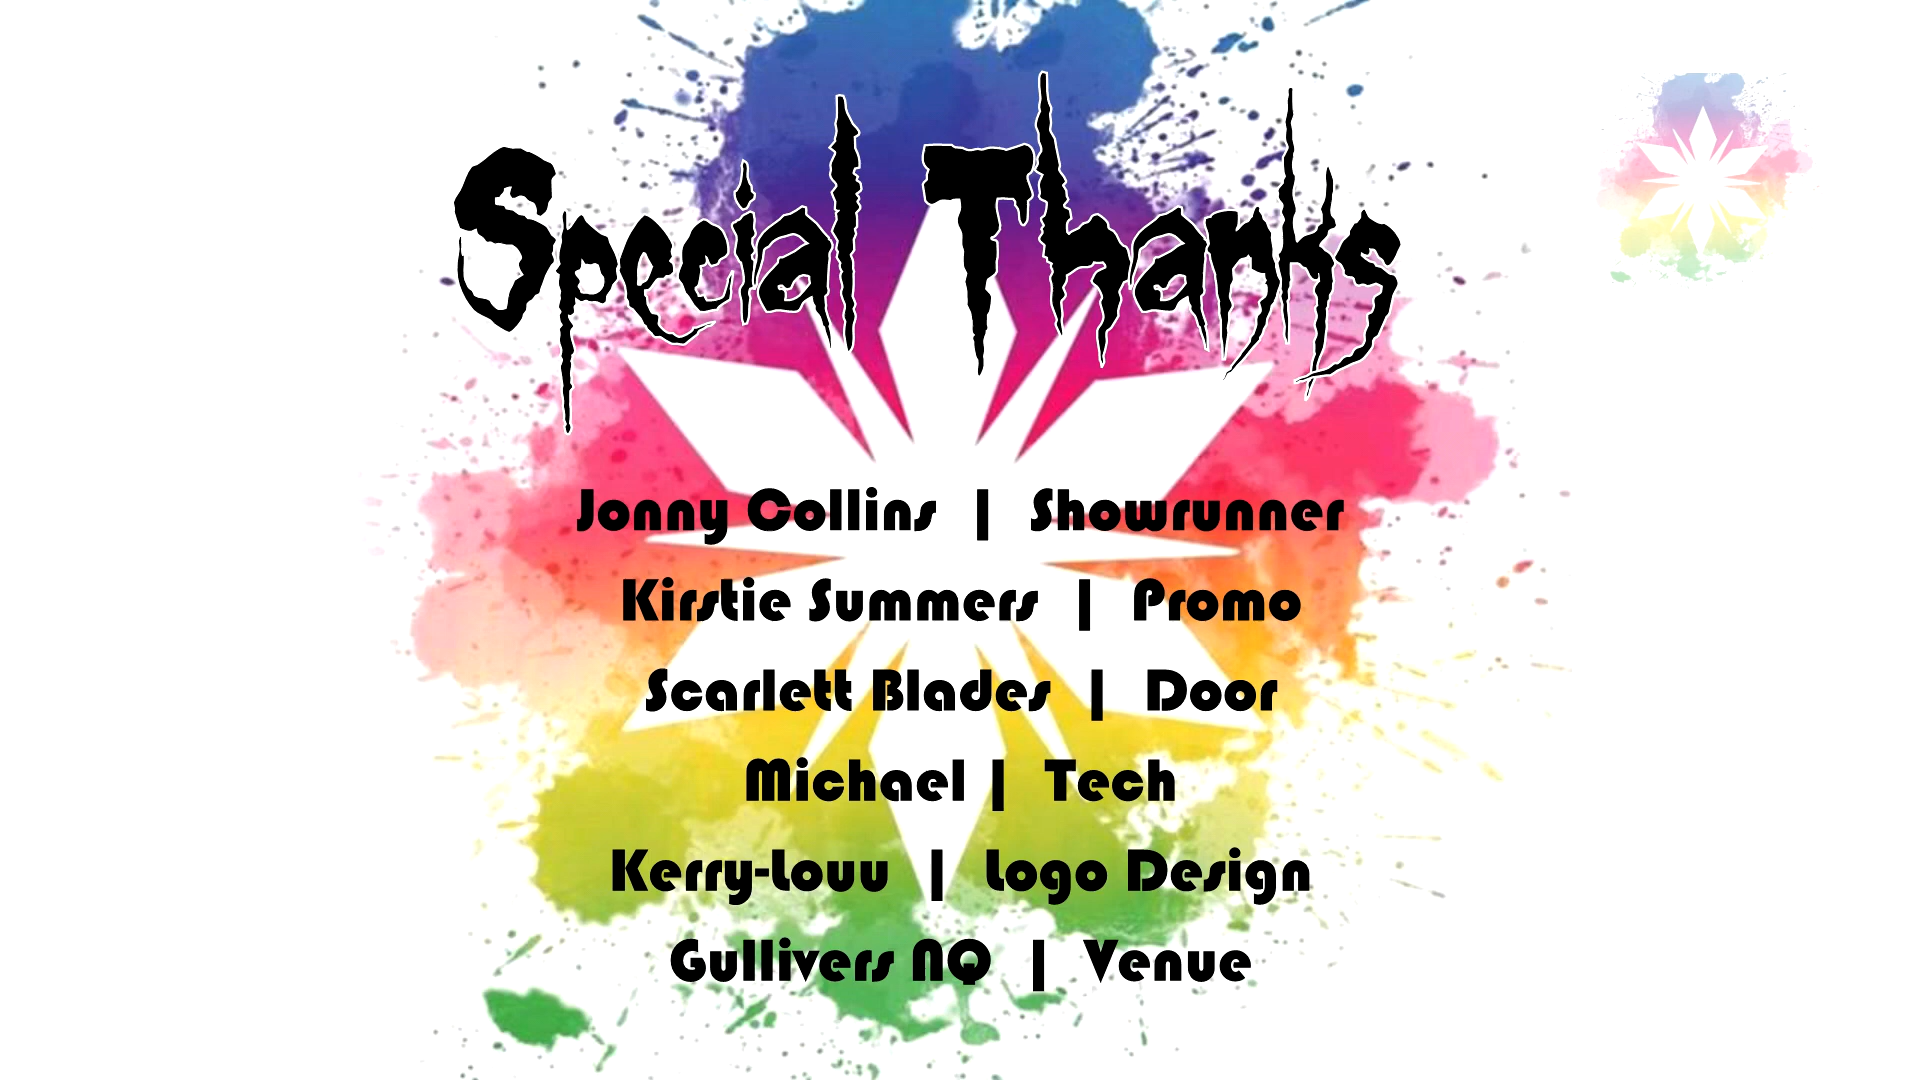 Special Thanks
Jonny Collins | Showrunner
Kirstie Summers | Promo
Scarlett Blades | Door
Michael | Tech
Kerry-Louu | Logo Design
Gullivers NQ | Venue